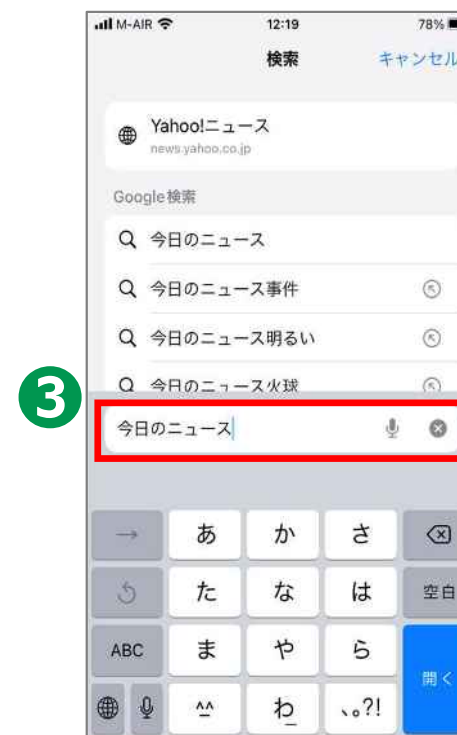 M-AIR 12:19 78%
検索 キャンセル
Yahoo!ニュース
news.yahoo.co.jp
Google検索
今日のニュース
今日のニュース事件
今日のニュース明るい
今日のニュース火球
3
今日のニュース
→ あ か さ
た な は 空白
ABC ま や ら 開く
^^ わ 、。?!